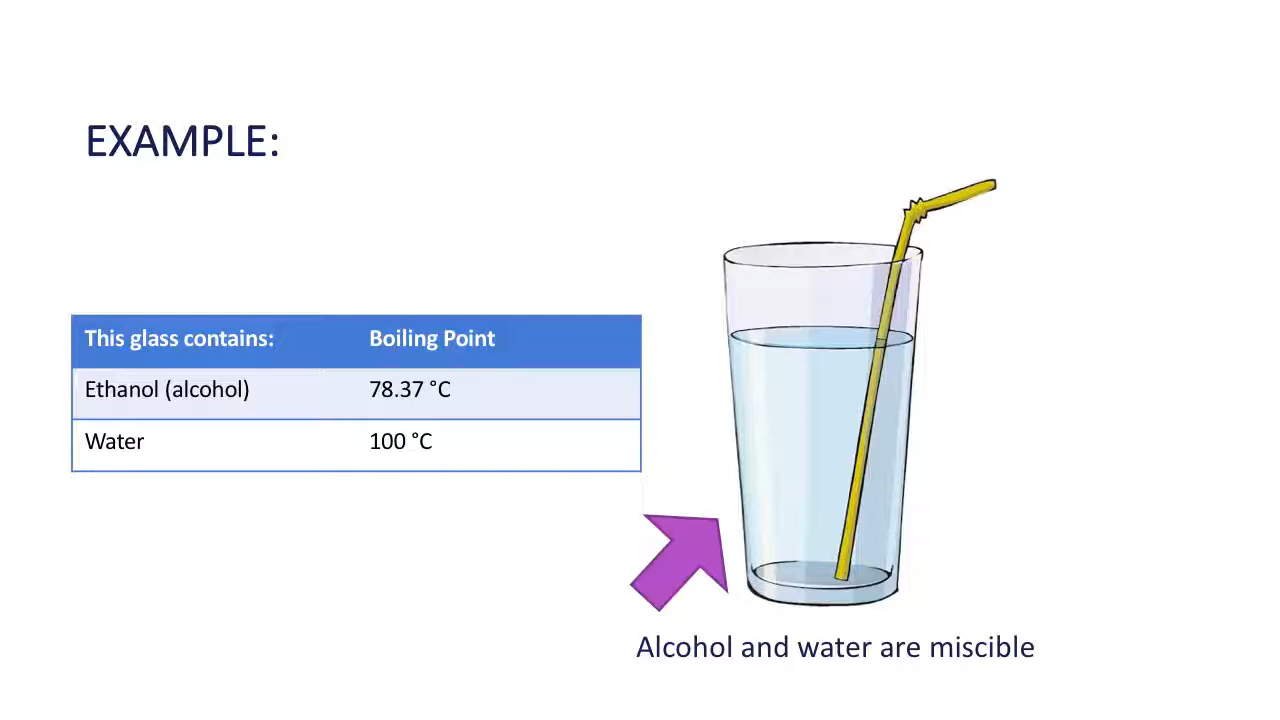 EXAMPLE:
This glass contains: Boiling Point
Ethanol (alcohol) 78.37 °C
Water 100 °C
Alcohol and water are miscible